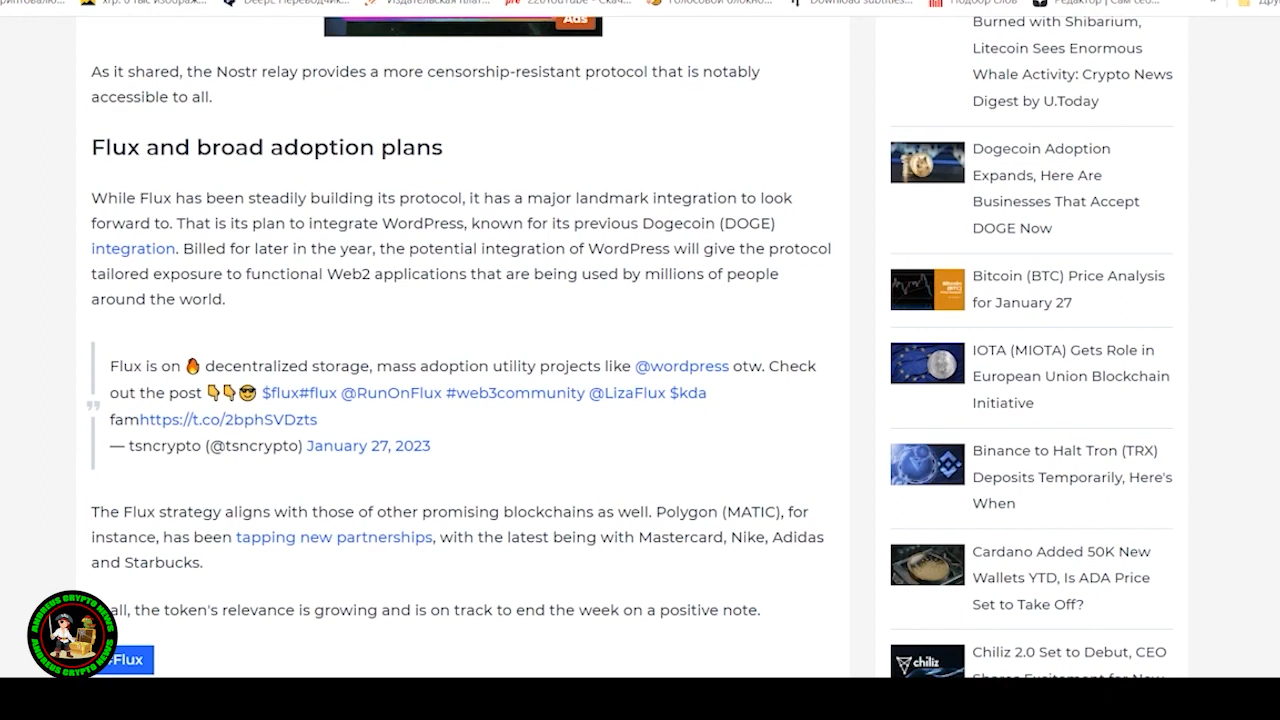 Ads
As it shared, the Nostr relay provides a more censorship-resistant protocol that is notably
accessible to all.
Flux and broad adoption plans
While Flux has been steadily building its protocol, it has a major landmark integration to look
forward to. That is its plan to integrate WordPress, known for its previous Dogecoin (DOGE)
integration. Billed for later in the year, the potential integration of WordPress will give the protocol
tailored exposure to functional Web2 applications that are being used by millions of people
around the world.
Flux is on 🔥 decentralized storage, mass adoption utility projects like @wordpress otw. Check
out the post 👇👇😎 $flux#flux @RunOnFlux #web3community @LizaFlux $kda
famhttps://t.co/2bphSVDzts
— tsncrypto (@tsncrypto) January 27, 2023
The Flux strategy aligns with those of other promising blockchains as well. Polygon (MATIC), for
instance, has been tapping new partnerships, with the latest being with Mastercard, Nike, Adidas
and Starbucks.
all, the token's relevance is growing and is on track to end the week on a positive note.
Flux
ANDREUS CRYPTO NEWS
ANDREUS CRYPTO NEWS
Burned with Shibarium,
Litecoin Sees Enormous
Whale Activity: Crypto News
Digest by U.Today
Dogecoin Adoption
Expands, Here Are
Businesses That Accept
DOGE Now
Bitcoin (BTC) Price Analysis
for January 27
IOTA (MIOTA) Gets Role in
European Union Blockchain
Initiative
Binance to Halt Tron (TRX)
Deposits Temporarily, Here's
When
Cardano Added 50K New
Wallets YTD, Is ADA Price
Set to Take Off?
chiliz
Chiliz 2.0 Set to Debut, CEO